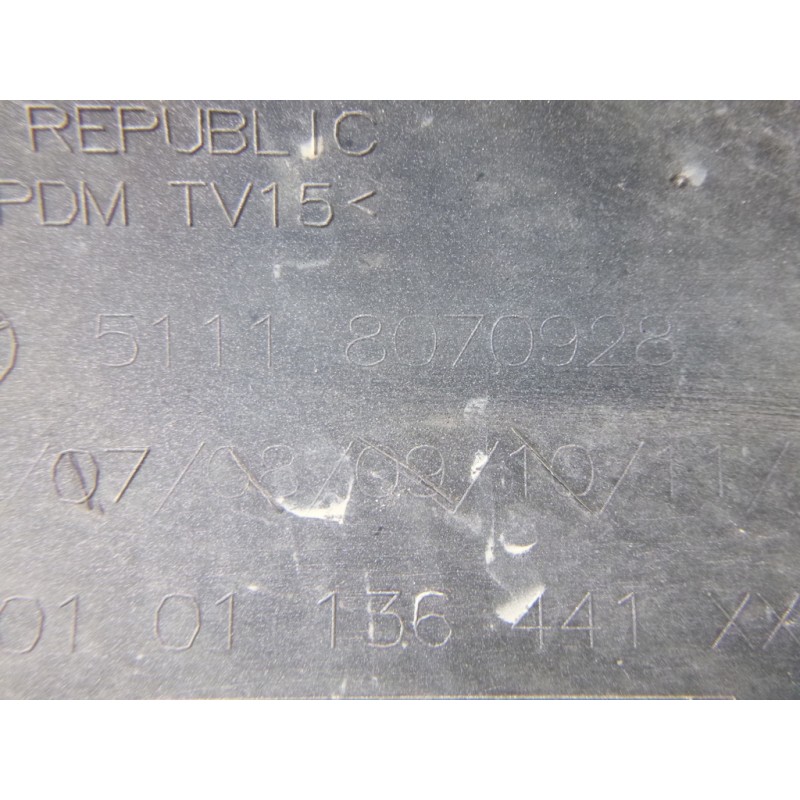 REPUBLIC
PDM TV15<
5111 8070928
/07/08/09/10/11/
01 01 136 441 XX